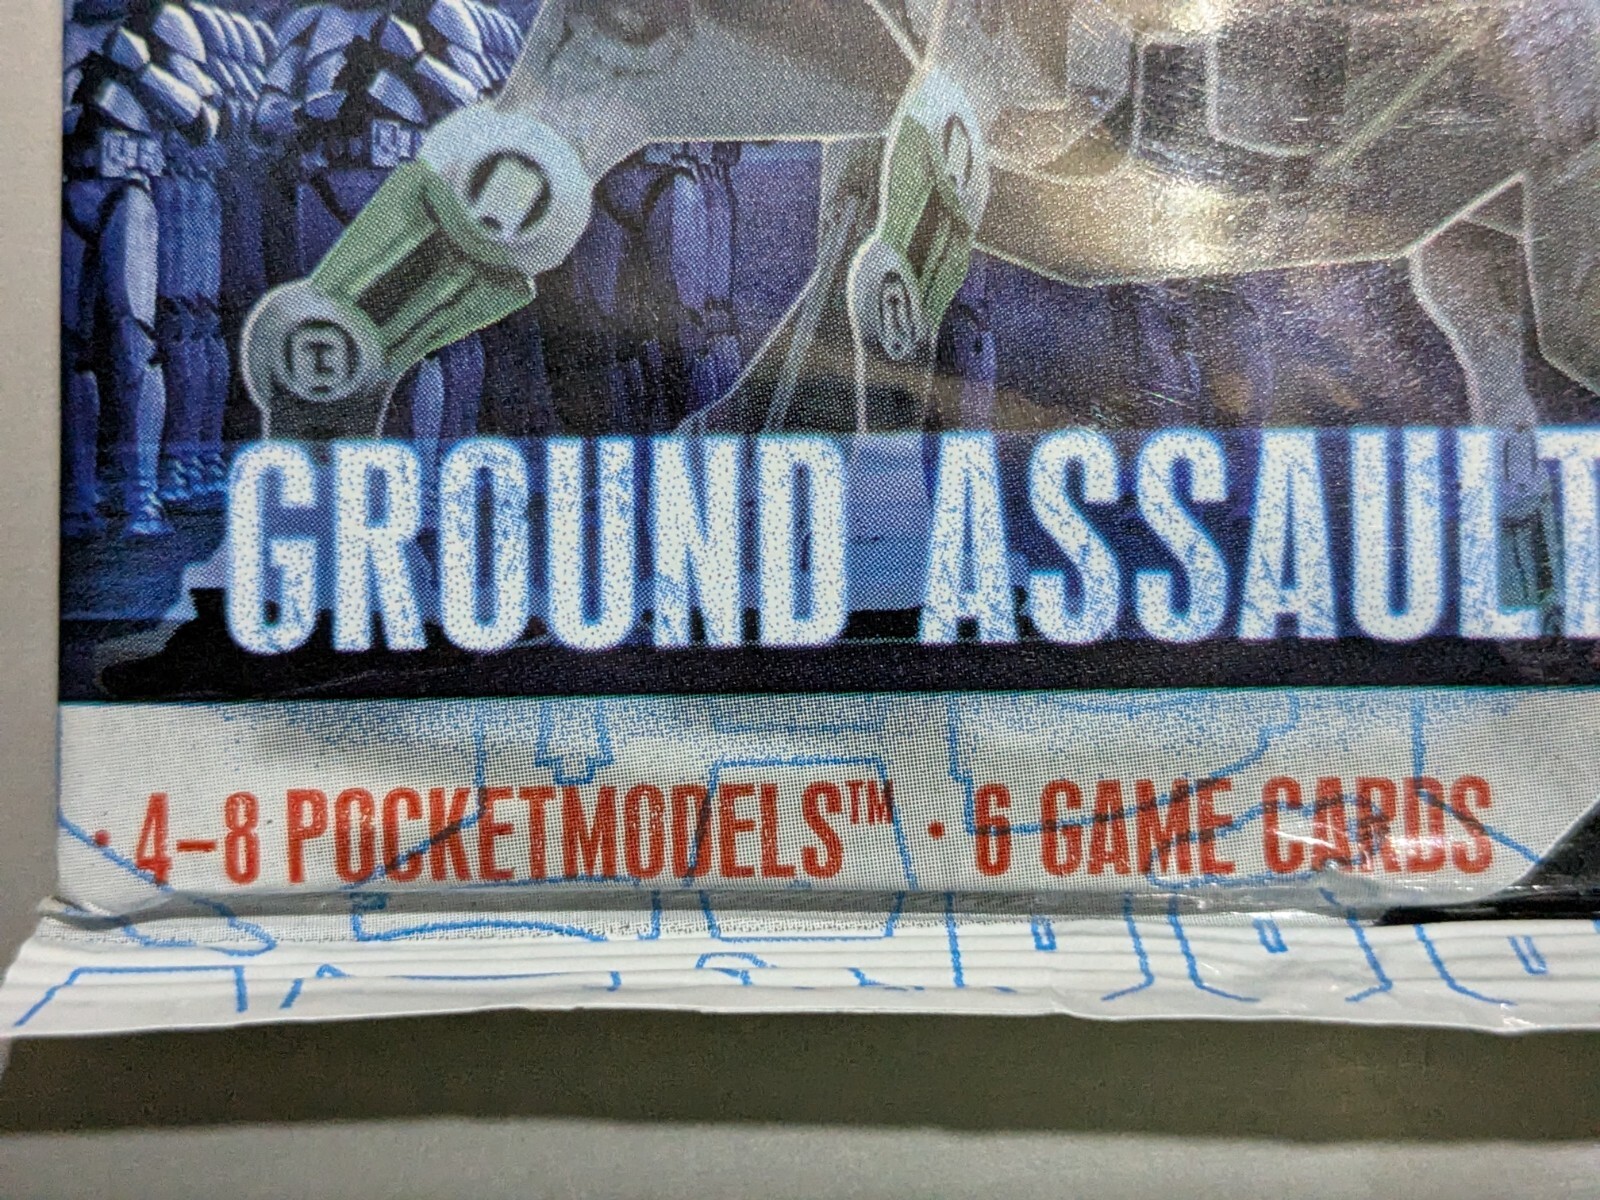 GROUND ASSAULT
• 4–8 POCKETMODELS™ • 6 GAME CARDS